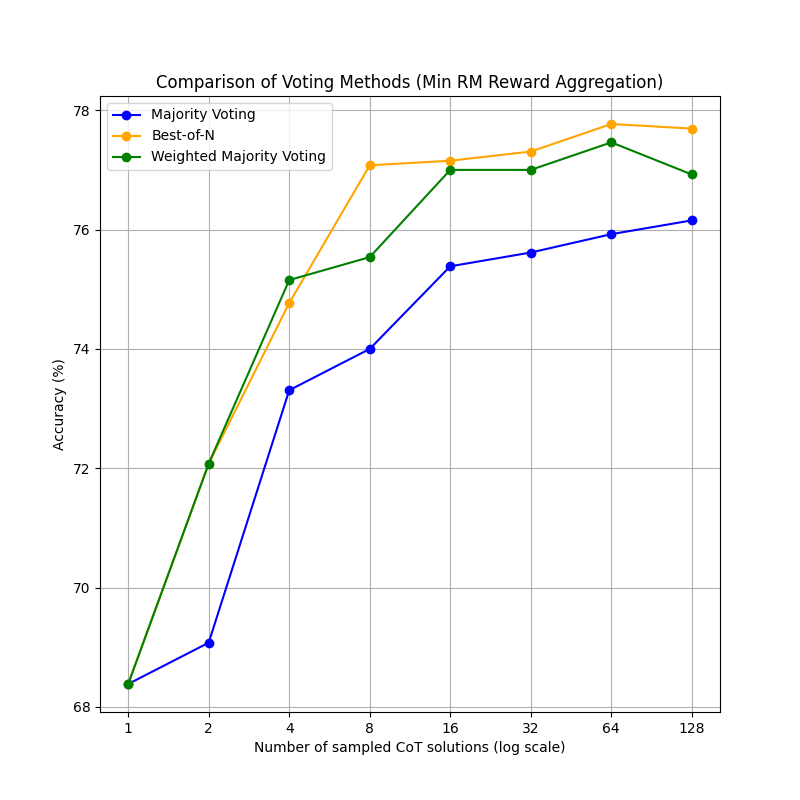 Comparison of Voting Methods (Min RM Reward Aggregation)
Majority Voting
Best-of-N
Weighted Majority Voting
78
76
74
72
70
68
Accuracy (%)
1 2 4 8 16 32 64 128
Number of sampled CoT solutions (log scale)